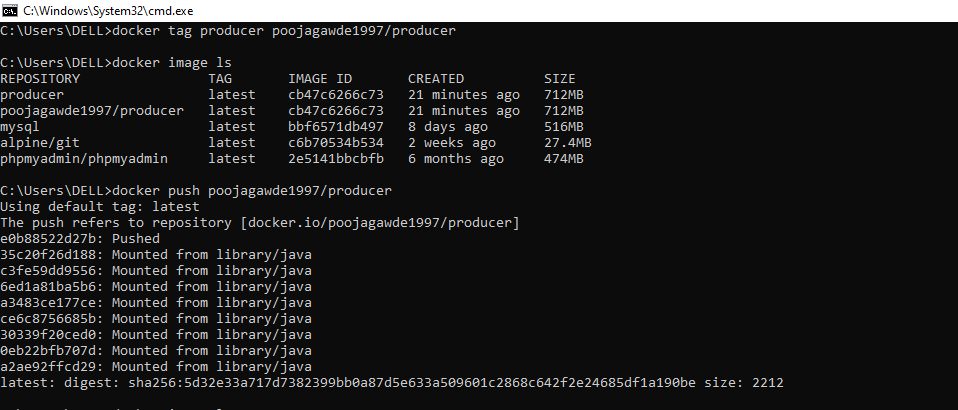 C:\Windows\System32\cmd.exe
C:\Users\DELL>docker tag producer poojagawde1997/producer
C:\Users\DELL>docker image ls
REPOSITORY TAG IMAGE ID CREATED SIZE
producer latest cb47c6266c73 21 minutes ago 712MB
poojagawde1997/producer latest cb47c6266c73 21 minutes ago 712MB
mysql latest bbf6571db497 8 days ago 516MB
alpine/git latest c6b70534b534 2 weeks ago 27.4MB
phpmyadmin/phpmyadmin latest 2e5141bbcbfb 6 months ago 474MB
C:\Users\DELL>docker push poojagawde1997/producer
Using default tag: latest
The push refers to repository [docker.io/poojagawde1997/producer]
e0b88522d27b: Pushed
35c20f26d188: Mounted from library/java
c3fe59dd9556: Mounted from library/java
6ed1a81ba5b6: Mounted from library/java
a3483ce177ce: Mounted from library/java
ce6c8756685b: Mounted from library/java
30339f20ced0: Mounted from library/java
0eb22bfb707d: Mounted from library/java
a2ae92ffcd29: Mounted from library/java
latest: digest: sha256:5d32e33a717d7382399bb0a87d5e633a509601c2868c642f2e24685df1a190be size: 2212